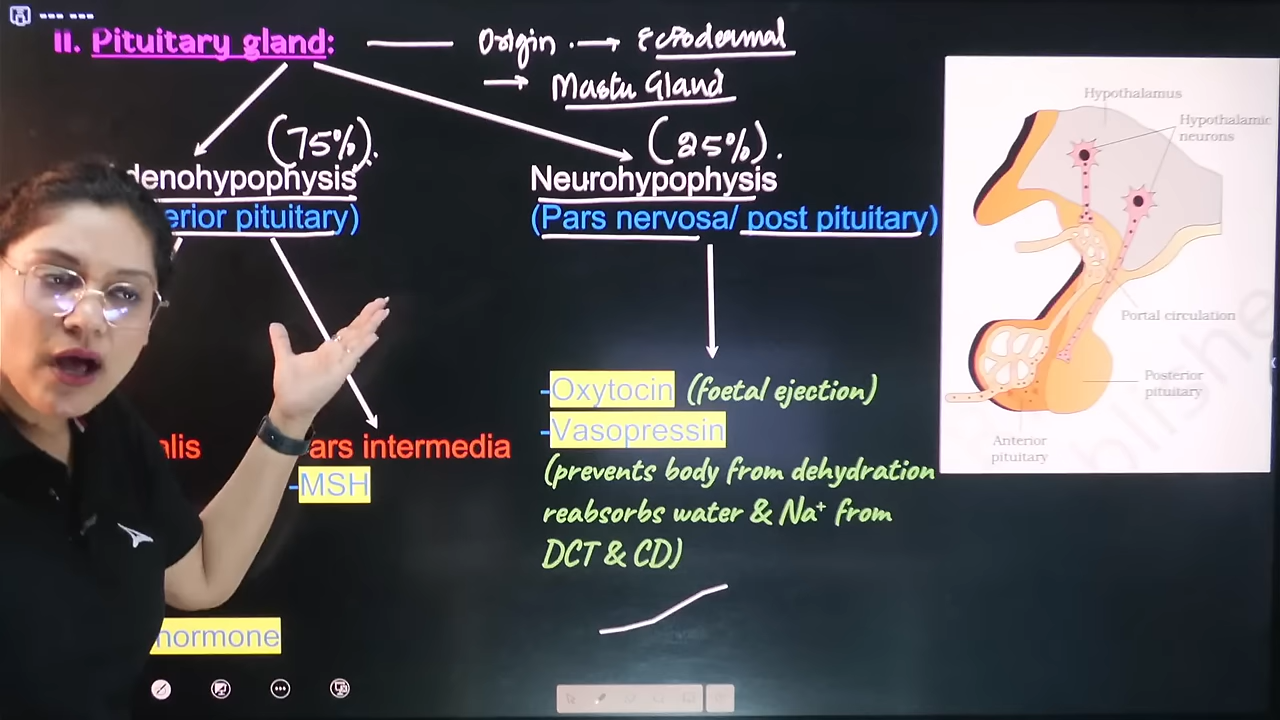 II. Pituitary gland: Origin → Ectodermal
→ Mastu Gland
(75%). (25%).
denohypophysis Neurohypophysis
erior pituitary) (Pars nervosa/ post pituitary)
-Oxytocin (foetal ejection)
-Vasopressin
alis ars intermedia
-MSH
(prevents body from dehydration
reabsorbs water & Na⁺ from
DCT & CD)
hormone
Hypothalamus
Hypothalamic
neurons
Portal circulation
Posterior
pituitary
Anterior
pituitary